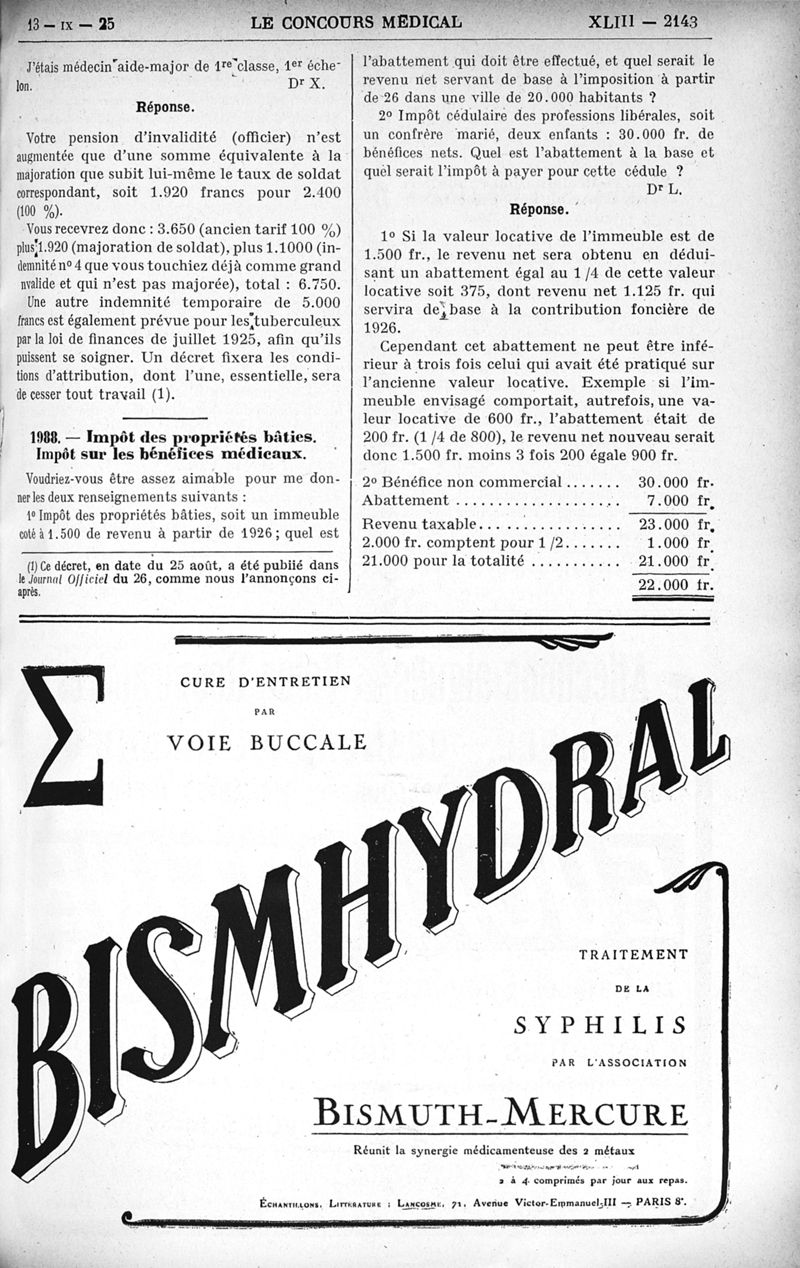 13 — IX — 25
LE CONCOURS MÉDICAL
XLIII — 2143
J'étais médecin aide-major de 1re classe, 1er éche-
lon. Dr X.
Réponse.
Votre pension d'invalidité (officier) n'est
augmentée que d'une somme équivalente à la
majoration que subit lui-même le taux de soldat
correspondant, soit 1.920 francs pour 2.400
(100 %).
Vous recevrez donc : 3.650 (ancien tarif 100 %)
plus 1.920 (majoration de soldat), plus 1.1000 (in-
demnité nº 4 que vous touchiez déjà comme grand
nvalide et qui n'est pas majorée), total : 6.750.
Une autre indemnité temporaire de 5.000
francs est également prévue pour les tuberculeux
par la loi de finances de juillet 1925, afin qu'ils
puissent se soigner. Un décret fixera les condi-
tions d'attribution, dont l'une, essentielle, sera
de cesser tout travail (1).
1988. — Impôt des propriétés bâties.
Impôt sur les bénéfices médicaux.
Voudriez-vous être assez aimable pour me don-
ner les deux renseignements suivants :
1º Impôt des propriétés bâties, soit un immeuble
coté à 1.500 de revenu à partir de 1926 ; quel est
(1) Ce décret, en date du 25 août, a été publié dans
le Journal Officiel du 26, comme nous l'annonçons ci-
après.
l'abattement qui doit être effectué, et quel serait le
revenu net servant de base à l'imposition à partir
de 26 dans une ville de 20.000 habitants ?
2º Impôt cédulaire des professions libérales, soit
un confrère marié, deux enfants : 30.000 fr. de
bénéfices nets. Quel est l'abattement à la base et
quel serait l'impôt à payer pour cette cédule ?
Dr L.
Réponse.
1º Si la valeur locative de l'immeuble est de
1.500 fr., le revenu net sera obtenu en dédui-
sant un abattement égal au 1/4 de cette valeur
locative soit 375, dont revenu net 1.125 fr. qui
servira de base à la contribution foncière de
1926.
Cependant cet abattement ne peut être infé-
rieur à trois fois celui qui avait été pratiqué sur
l'ancienne valeur locative. Exemple si l'im-
meuble envisagé comportait, autrefois, une va-
leur locative de 600 fr., l'abattement était de
200 fr. (1/4 de 800), le revenu net nouveau serait
donc 1.500 fr. moins 3 fois 200 égale 900 fr.
2º Bénéfice non commercial ....... 30.000 fr.
Abattement ................... 7.000 fr.
Revenu taxable................ 23.000 fr.
2.000 fr. comptent pour 1/2....... 1.000 fr.
21.000 pour la totalité ........... 21.000 fr.
22.000 fr.
Σ
CURE D'ENTRETIEN
PAR
VOIE BUCCALE
BISMHYDRAL
TRAITEMENT
DE LA
SYPHILIS
PAR L'ASSOCIATION
BISMUTH-MERCURE
Réunit la synergie médicamenteuse des 2 métaux
2 à 4 comprimés par jour aux repas.
ÉCHANTILLONS, LITTÉRATURE : LANCOSME, 71, Avenue Victor-Emmanuel III — PARIS 8e.